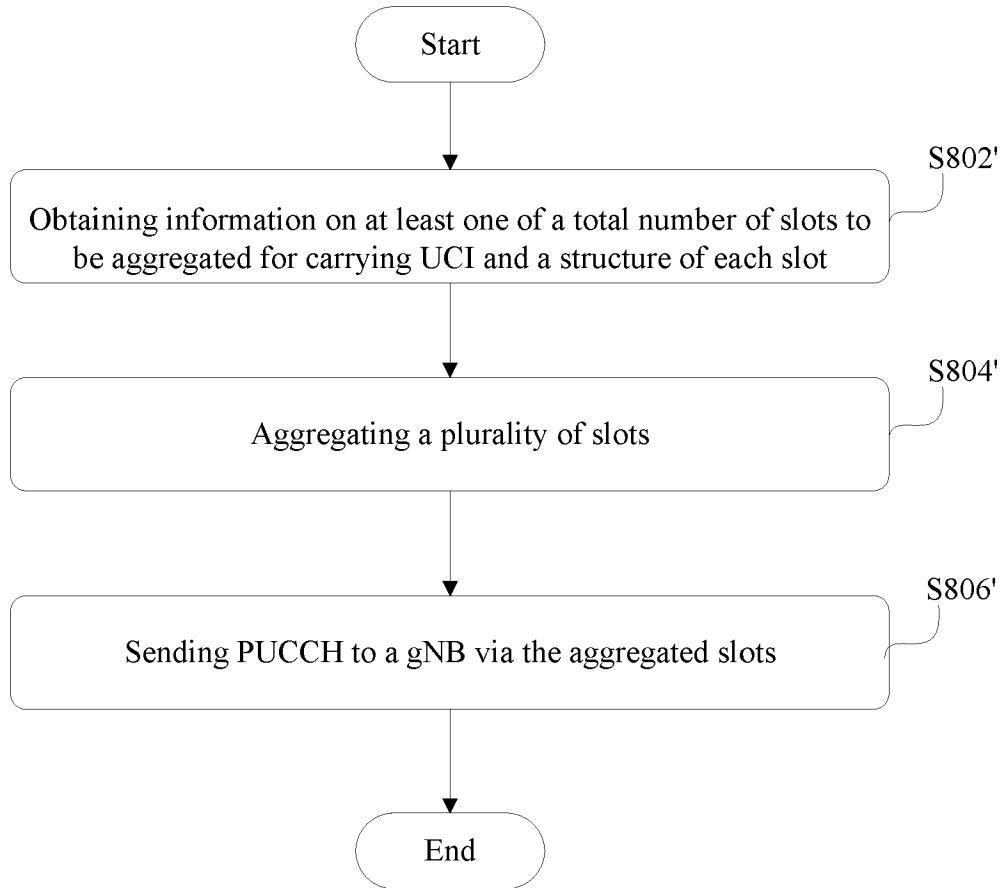 Start
S802'
Obtaining information on at least one of a total number of slots to
be aggregated for carrying UCI and a structure of each slot
S804'
Aggregating a plurality of slots
S806'
Sending PUCCH to a gNB via the aggregated slots
End